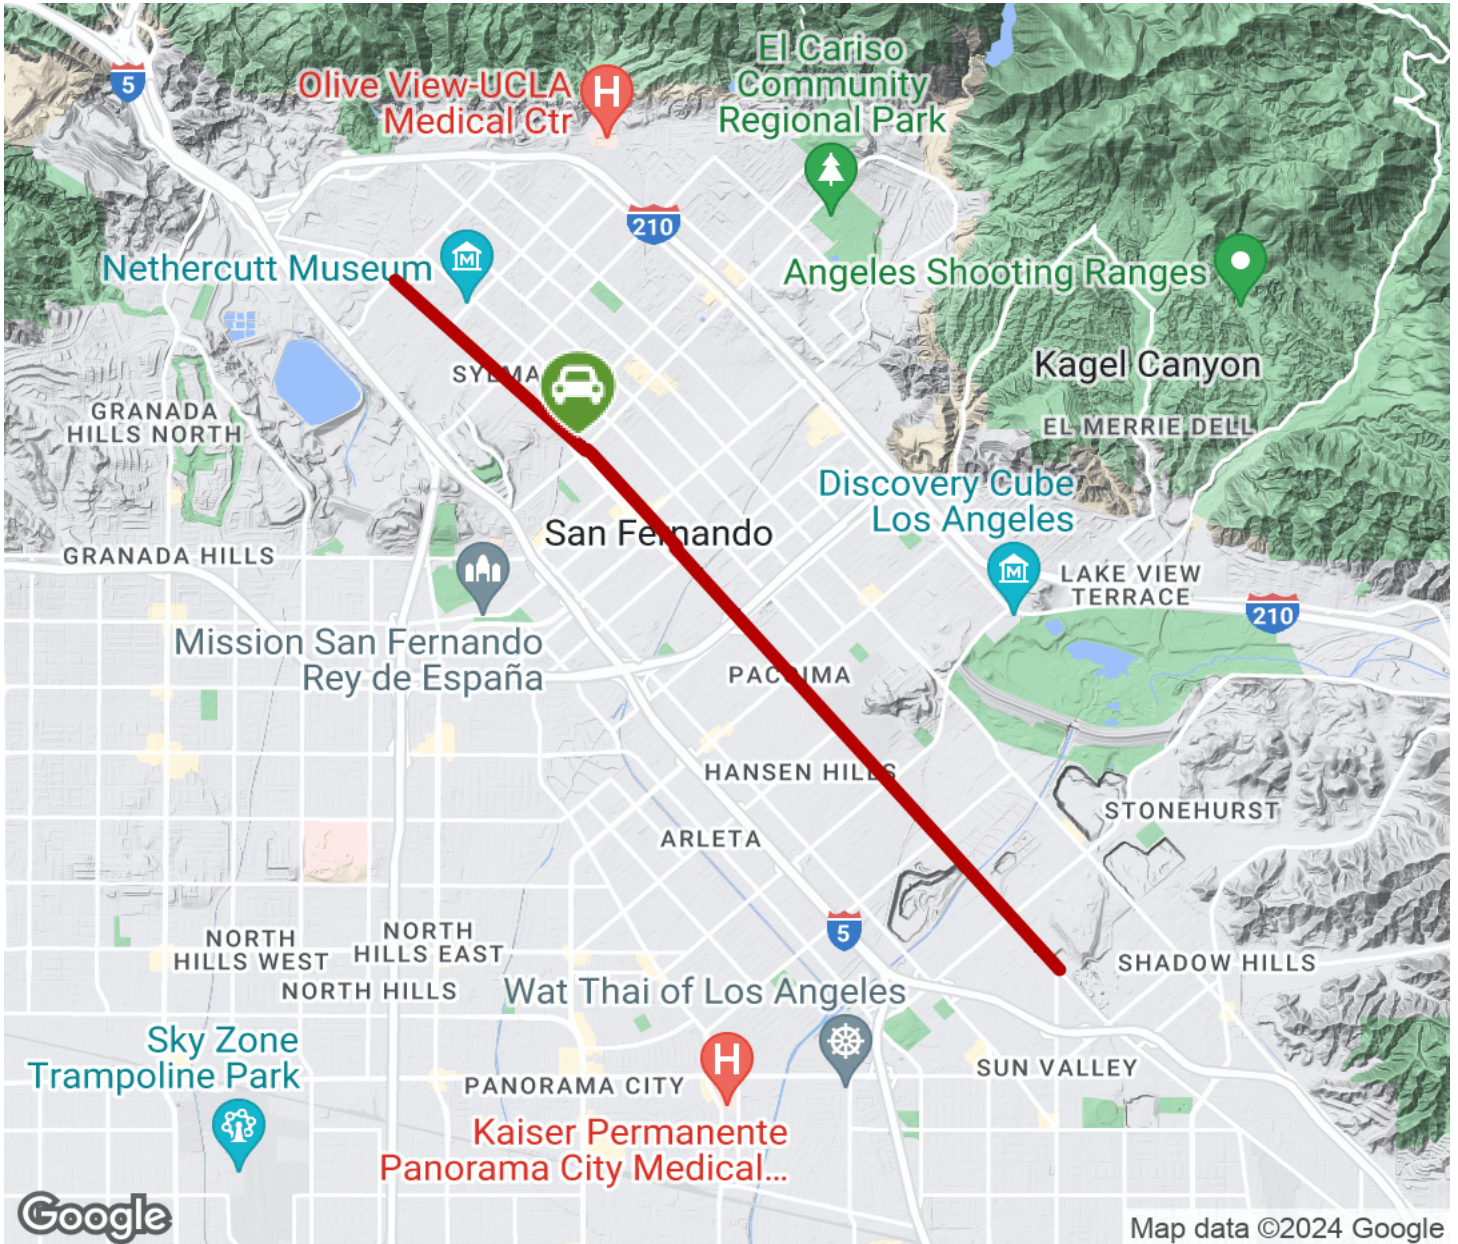 El Cariso
Community
Regional Park
5
Olive View-UCLA
Medical Ctr
H
210
Nethercutt Museum
M
Angeles Shooting Ranges
Kagel Canyon
SYLMA
GRANADA
HILLS NORTH
EL MERRIE DELL
Discovery Cube
Los Angeles
M
San Fernando
GRANADA HILLS
LAKE VIEW
TERRACE
210
Mission San Fernando
Rey de España
PACOIMA
HANSEN HILLS
STONEHURST
ARLETA
5
NORTH
HILLS WEST
NORTH
HILLS EAST
SHADOW HILLS
NORTH HILLS
Wat Thai of Los Angeles
Sky Zone
Trampoline Park
H
PANORAMA CITY
SUN VALLEY
Kaiser Permanente
Panorama City Medical...
Google
Map data ©2024 Google